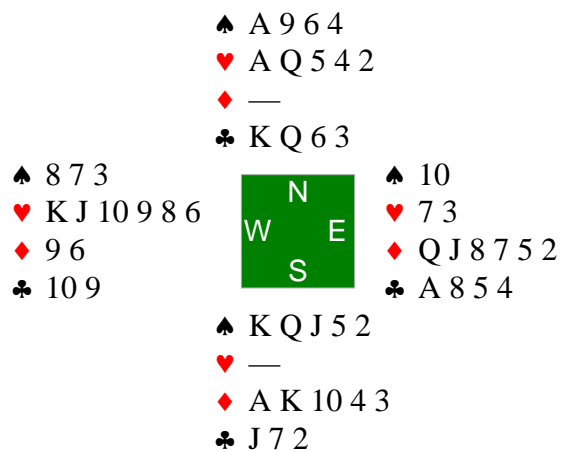 ♠ A 9 6 4
♥ A Q 5 4 2
♦ —
♣ K Q 6 3
♠ 8 7 3
♥ K J 10 9 8 6
♦ 9 6
♣ 10 9
N
W E
S
♠ 10
♥ 7 3
♦ Q J 8 7 5 2
♣ A 8 5 4
♠ K Q J 5 2
♥ —
♦ A K 10 4 3
♣ J 7 2